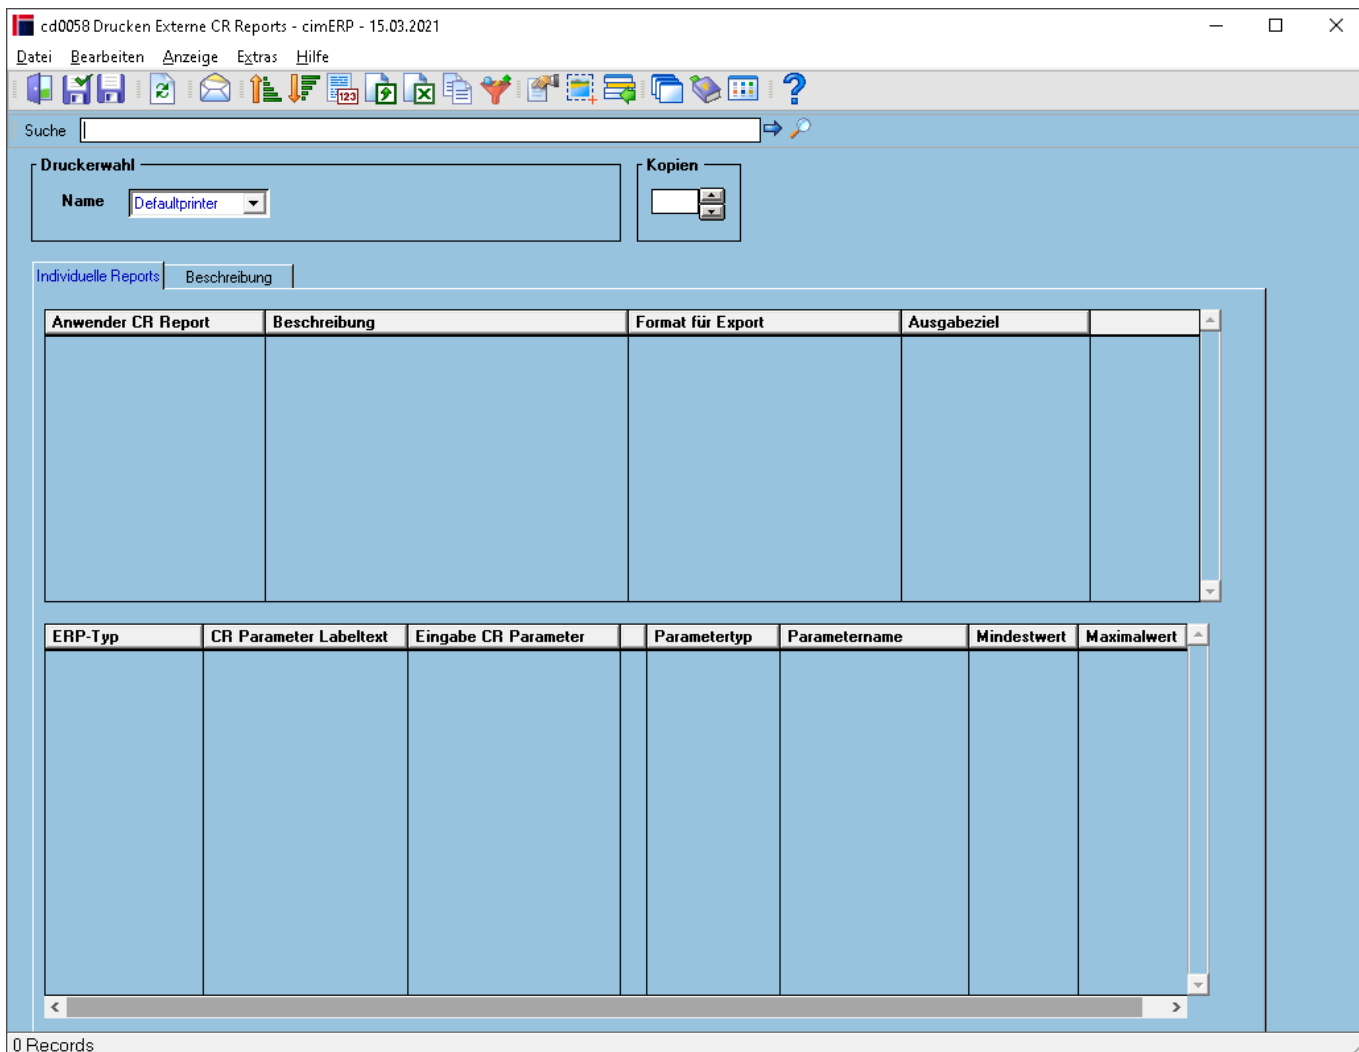 cd0058 Drucken Externe CR Reports - cimERP - 15.03.2021
Datei Bearbeiten Anzeige Extras Hilfe
123
Suche
Druckerwahl Kopien
Name Defaultprinter
Individuelle Reports Beschreibung
Anwender CR Report Beschreibung Format für Export Ausgabeziel
ERP-Typ CR Parameter Labeltext Eingabe CR Parameter Parametertyp Parametername Mindestwert Maximalwert
0 Records